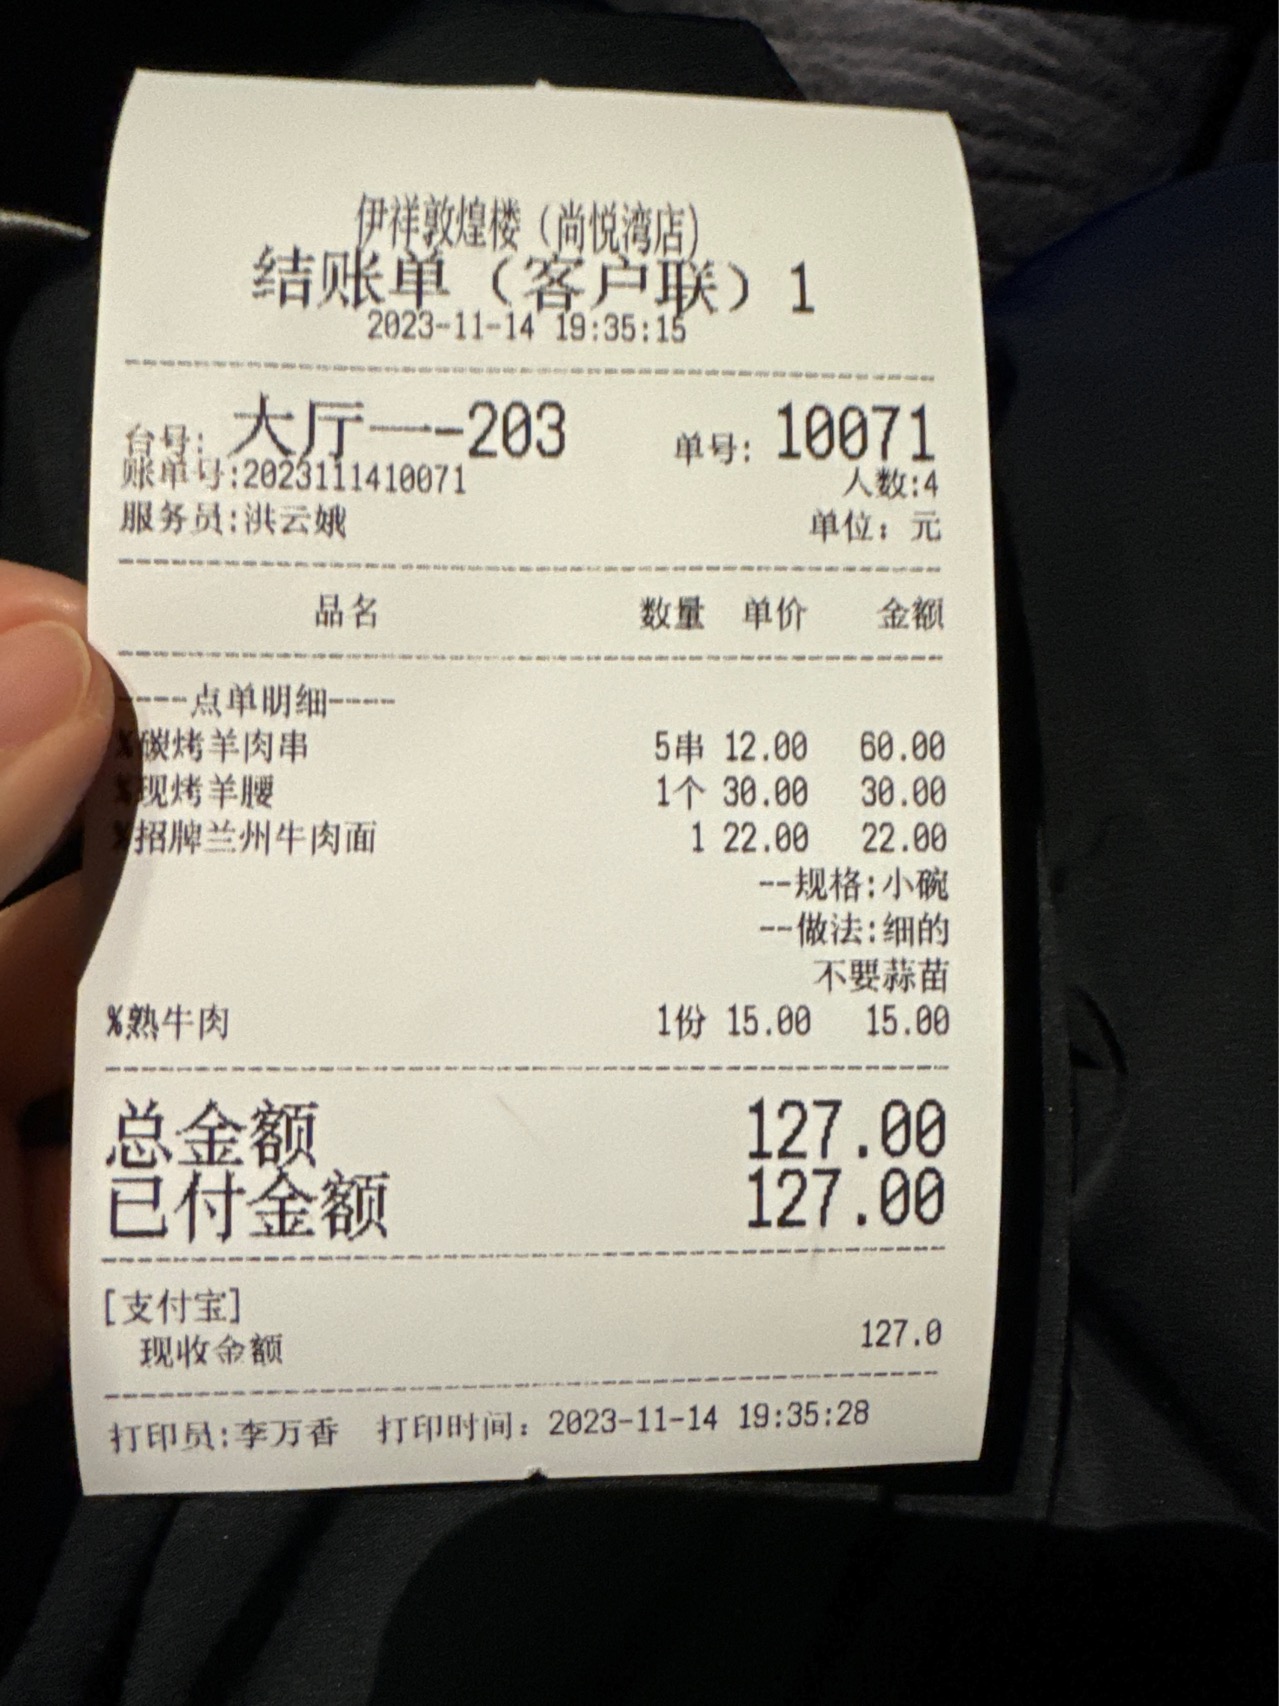 伊祥敦煌楼（尚悦湾店）
结账单（客户联）1
2023-11-14 19:35:15
台号: 大厅一-203 单号: 10071
账单号:2023111410071 人数:4
服务员:洪云娥 单位：元
品名 数量 单价 金额
----点单明细----
%碳烤羊肉串 5串 12.00 60.00
%现烤羊腰 1个 30.00 30.00
%招牌兰州牛肉面 1 22.00 22.00
--规格:小碗
--做法:细的
不要蒜苗
%熟牛肉 1份 15.00 15.00
总金额 127.00
已付金额 127.00
[支付宝]
现收金额 127.0
打印员:李万香 打印时间：2023-11-14 19:35:28